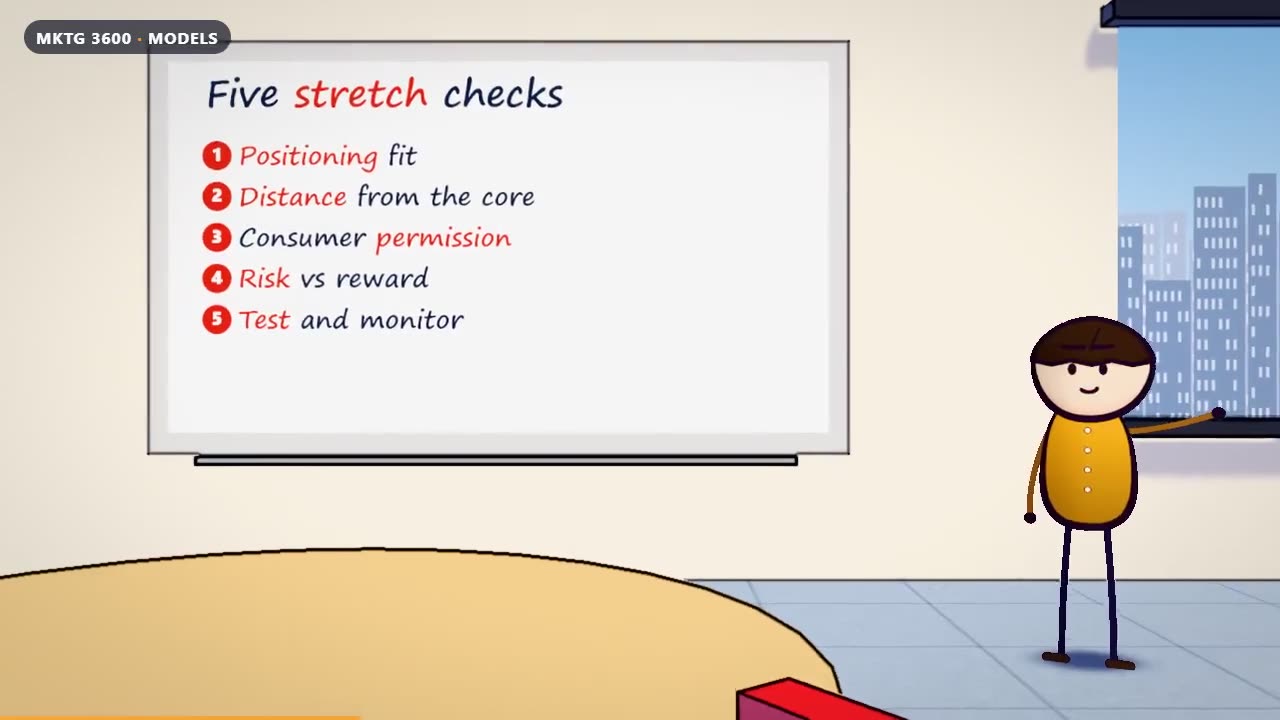 MKTG 3600 · MODELS
Five stretch checks
1 Positioning fit
2 Distance from the core
3 Consumer permission
4 Risk vs reward
5 Test and monitor